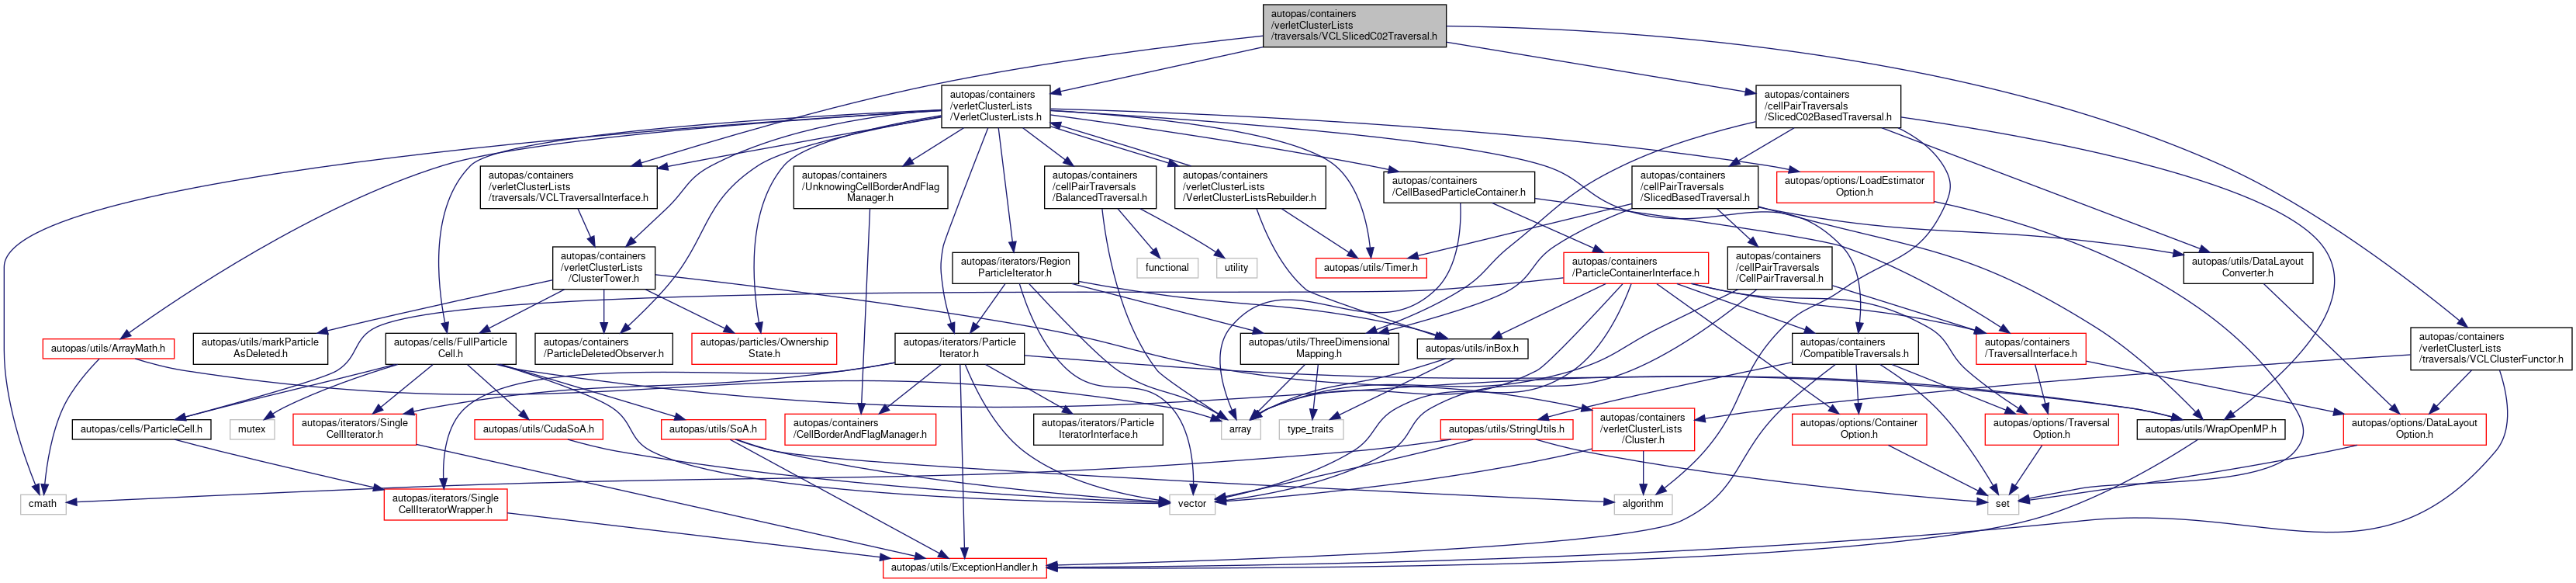 autopas/containers
/verletClusterLists
/traversals/VCLSlicedC02Traversal.h
autopas/containers
/verletClusterLists
/VerletClusterLists.h
autopas/containers
/cellPairTraversals
/SlicedC02BasedTraversal.h
autopas/containers
/verletClusterLists
/traversals/VCLTraversalInterface.h
autopas/containers
/UnknowingCellBorderAndFlag
Manager.h
autopas/containers
/cellPairTraversals
/BalancedTraversal.h
autopas/containers
/verletClusterLists
/VerletClusterListsRebuilder.h
autopas/containers
/CellBasedParticleContainer.h
autopas/containers
/cellPairTraversals
/SlicedBasedTraversal.h
autopas/options/LoadEstimator
Option.h
autopas/containers
/verletClusterLists
/ClusterTower.h
autopas/iterators/Region
ParticleIterator.h
functional
utility
autopas/utils/Timer.h
autopas/containers
/ParticleContainerInterface.h
autopas/containers
/cellPairTraversals
/CellPairTraversal.h
autopas/utils/DataLayout
Converter.h
autopas/utils/ArrayMath.h
autopas/utils/markParticle
AsDeleted.h
autopas/cells/FullParticle
Cell.h
autopas/containers
/ParticleDeletedObserver.h
autopas/particles/Ownership
State.h
autopas/iterators/Particle
Iterator.h
autopas/utils/ThreeDimensional
Mapping.h
autopas/utils/inBox.h
autopas/containers
/CompatibleTraversals.h
autopas/containers
/TraversalInterface.h
autopas/containers
/verletClusterLists
/traversals/VCLClusterFunctor.h
autopas/cells/ParticleCell.h
mutex
autopas/iterators/Single
CellIterator.h
autopas/utils/CudaSoA.h
autopas/utils/SoA.h
autopas/containers
/CellBorderAndFlagManager.h
autopas/iterators/Particle
IteratorInterface.h
array
type_traits
autopas/utils/StringUtils.h
autopas/containers
/verletClusterLists
/Cluster.h
autopas/options/Container
Option.h
autopas/options/Traversal
Option.h
autopas/utils/WrapOpenMP.h
autopas/options/DataLayout
Option.h
cmath
autopas/iterators/Single
CellIteratorWrapper.h
vector
algorithm
set
autopas/utils/ExceptionHandler.h